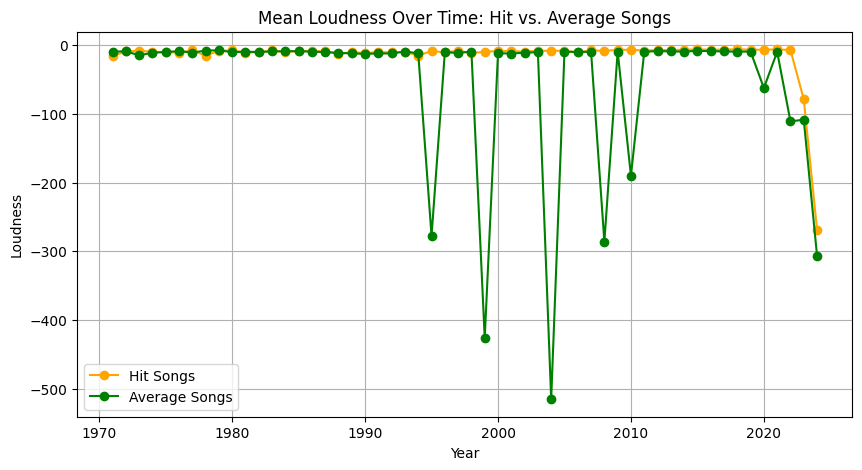 Mean Loudness Over Time: Hit vs. Average Songs
Loudness
0
−100
−200
−300
−400
−500
Hit Songs
Average Songs
1970 1980 1990 2000 2010 2020
Year